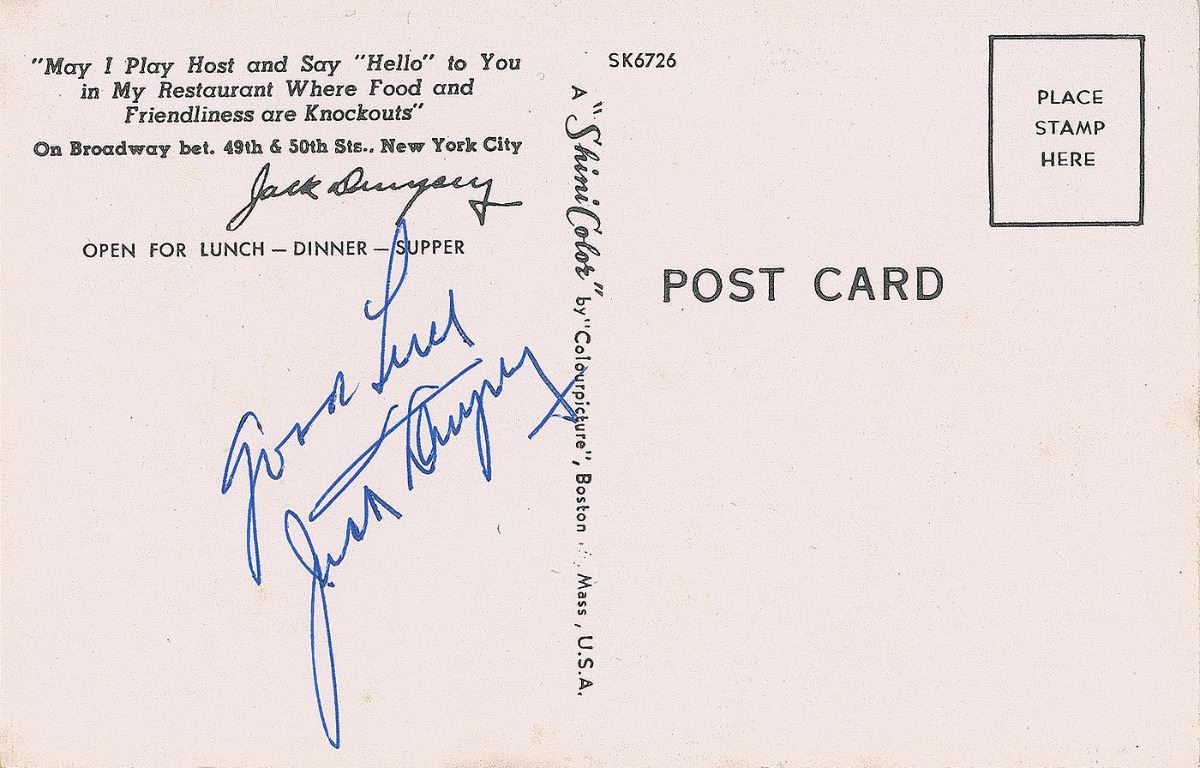 "May I Play Host and Say "Hello" to You
in My Restaurant Where Food and
Friendliness are Knockouts"
On Broadway bet. 49th & 50th Sts., New York City
Jack Dempsey
OPEN FOR LUNCH — DINNER — SUPPER
Good Luck
Jack Dempsey
A "ShiniColor" by "Colourpicture", Boston , Mass , U.S.A.
SK6726
PLACE
STAMP
HERE
POST CARD